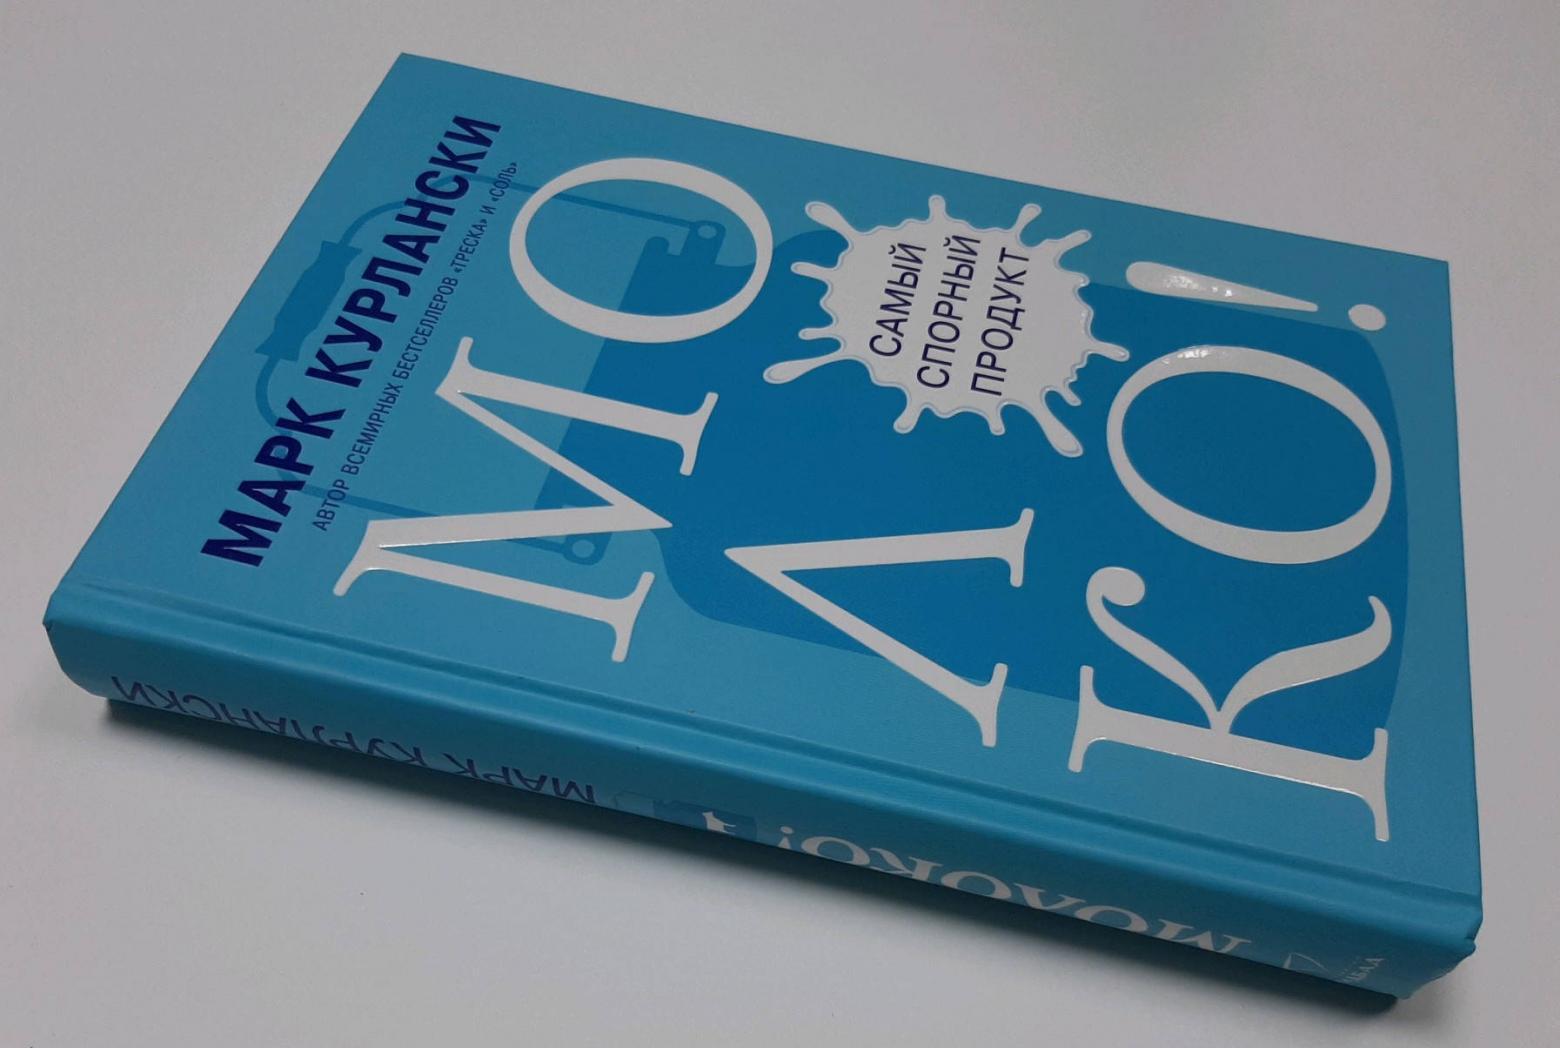 МАРК КУРЛАНСКИ
АВТОР ВСЕМИРНЫХ БЕСТСЕЛЛЕРОВ «ТРЕСКА» И «СОЛЬ»
МО
ЛО
КО!
САМЫЙ
СПОРНЫЙ
ПРОДУКТ
МАРК КУРЛАНСКИ
МОЛОКО!